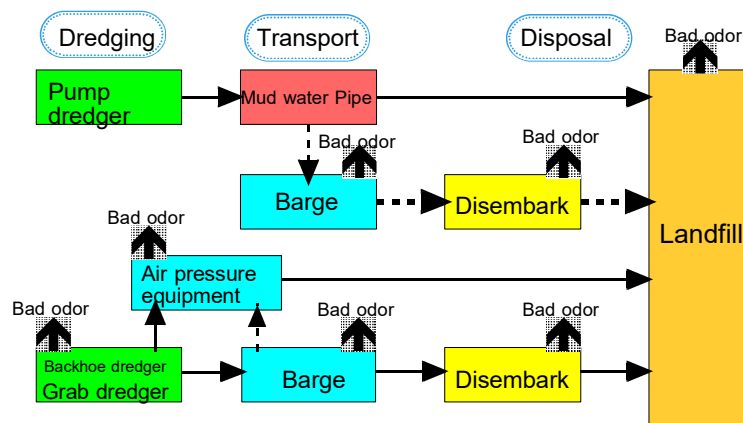 Dredging
Transport
Disposal
Bad odor
Pump
dredger
Mud water Pipe
Bad odor
Bad odor
Barge
Disembark
Landfill
Bad odor
Air pressure
equipment
Bad odor
Bad odor
Bad odor
Backhoe dredger
Grab dredger
Barge
Disembark